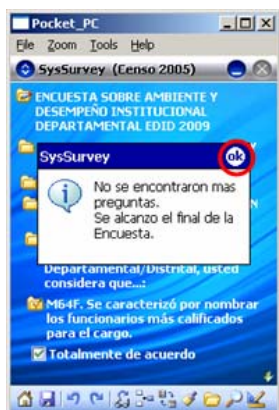 Pocket_PC
File Zoom Tools Help
SysSurvey (Censo 2005)
ENCUESTA SOBRE AMBIENTE Y
DESEMPEÑO INSTITUCIONAL
DEPARTAMENTAL EDID 2009
SysSurvey
ok
No se encontraron mas
preguntas.
Se alcanzo el final de la
Encuesta.
Departamental/Distrital, usted
considera que...:
M64F. Se caracterizó por nombrar
los funcionarios más calificados
para el cargo.
Totalmente de acuerdo